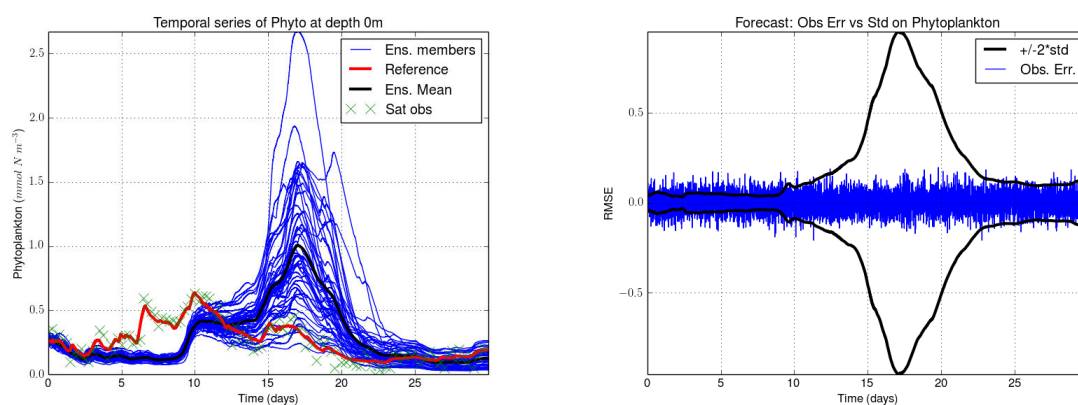 Temporal series of Phyto at depth 0m
Phytoplankton (mmol N m⁻³)
2.5
2.0
1.5
1.0
0.5
0.0
Ens. members
Reference
Ens. Mean
Sat obs
0 5 10 15 20 25
Time (days)
Forecast: Obs Err vs Std on Phytoplankton
RMSE
0.5
0.0
−0.5
+/-2*std
Obs. Err.
0 5 10 15 20 25
Time (days)